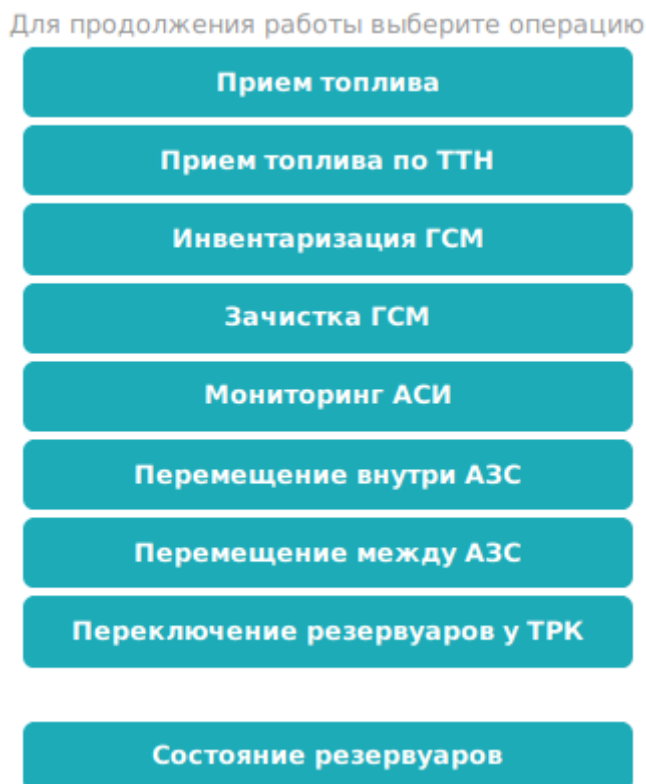 Для продолжения работы выберите операцию
Прием топлива
Прием топлива по ТТН
Инвентаризация ГСМ
Зачистка ГСМ
Мониторинг АСИ
Перемещение внутри АЗС
Перемещение между АЗС
Переключение резервуаров у ТРК
Состояние резервуаров